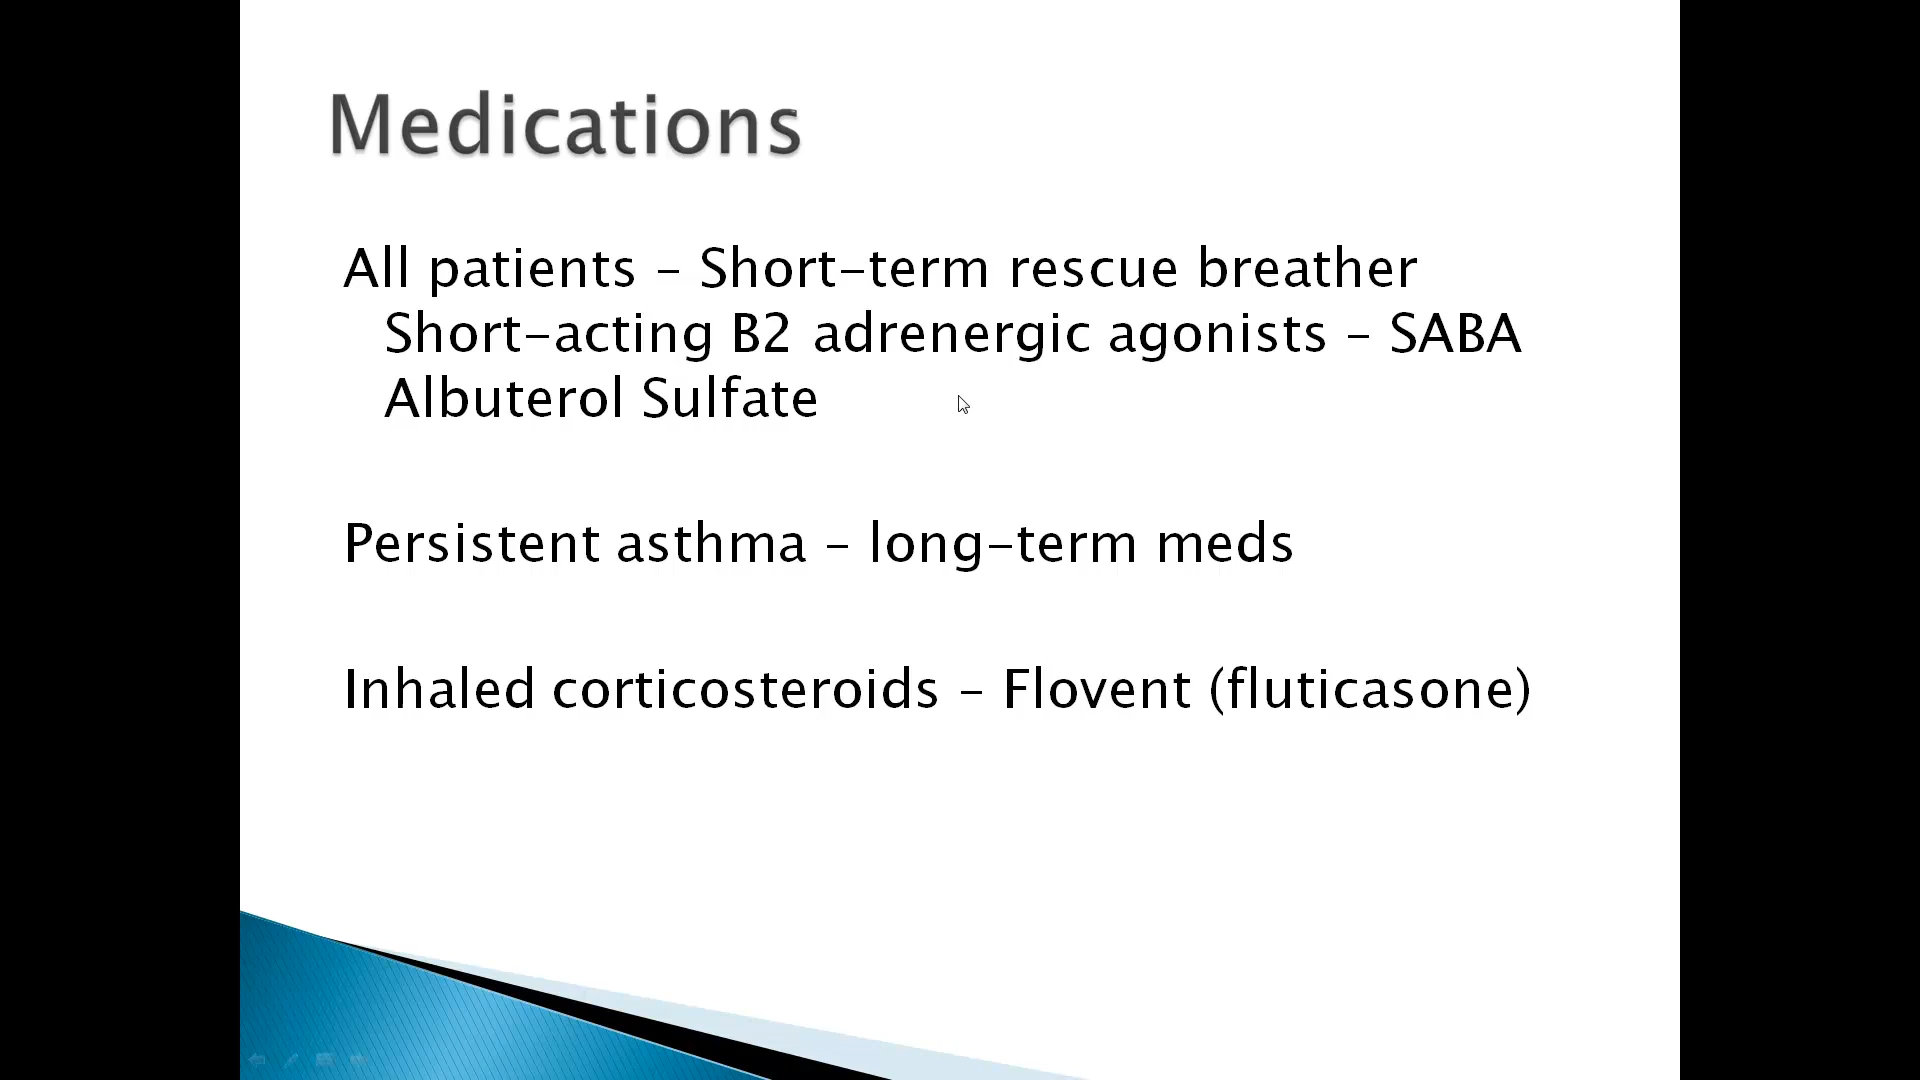 Medications
All patients – Short-term rescue breather
Short-acting B2 adrenergic agonists – SABA
Albuterol Sulfate
Persistent asthma – long-term meds
Inhaled corticosteroids – Flovent (fluticasone)